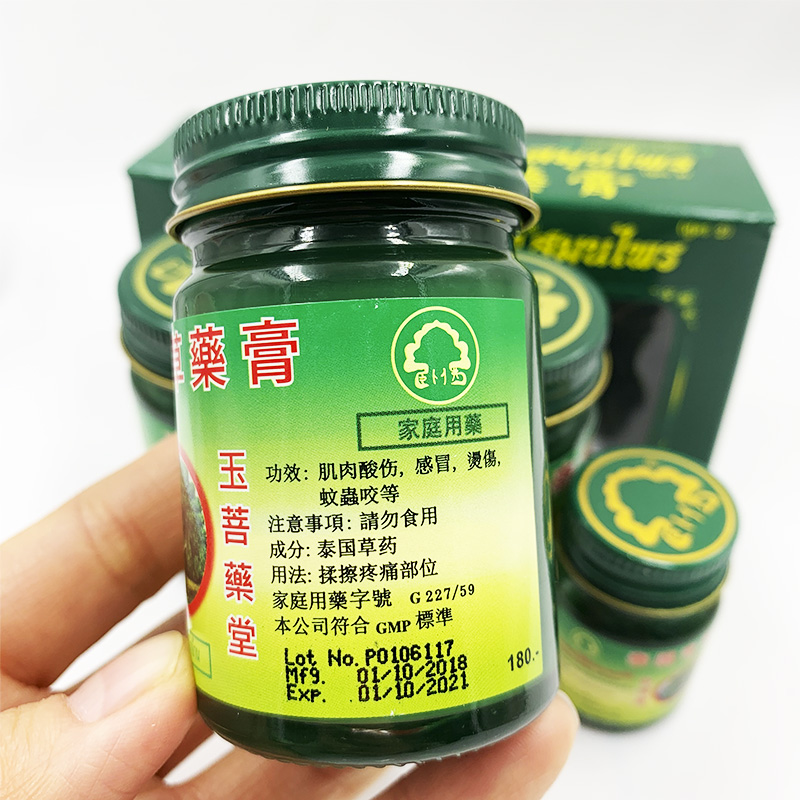 藥膏
家庭用藥
玉菩藥堂
功效: 肌肉酸伤, 感冒, 燙傷,
蚊蟲咬等
注意事項: 請勿食用
成分: 泰国草药
用法: 揉擦疼痛部位
家庭用藥字號 G 227/59
本公司符合 GMP 標準
Lot No. P0106117
Mfg. 01/10/2018
Exp. 01/10/2021
180.-
膏